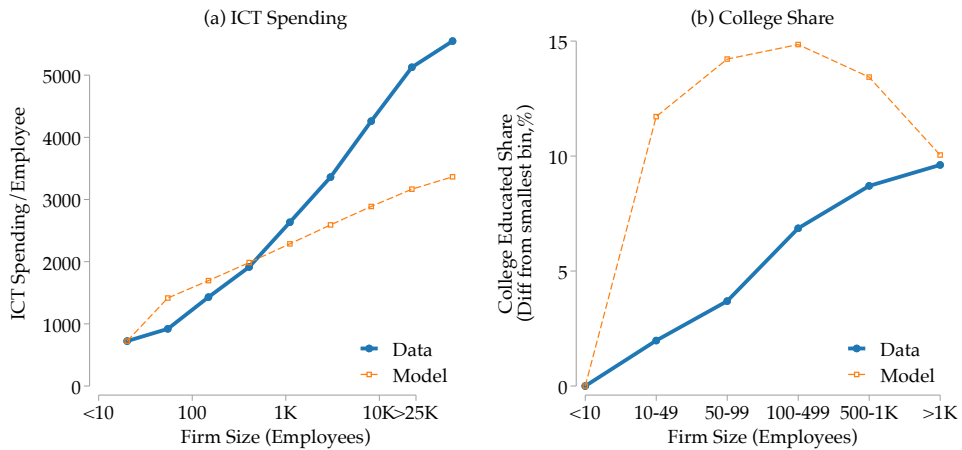 (a) ICT Spending
ICT Spending/Employee
5000
4000
3000
2000
1000
0
<10
100
1K
10K
>25K
Firm Size (Employees)
Data
Model
(b) College Share
College Educated Share
(Diff from smallest bin,%)
15
10
5
0
<10
10-49
50-99
100-499
500-1K
>1K
Firm Size (Employees)
Data
Model